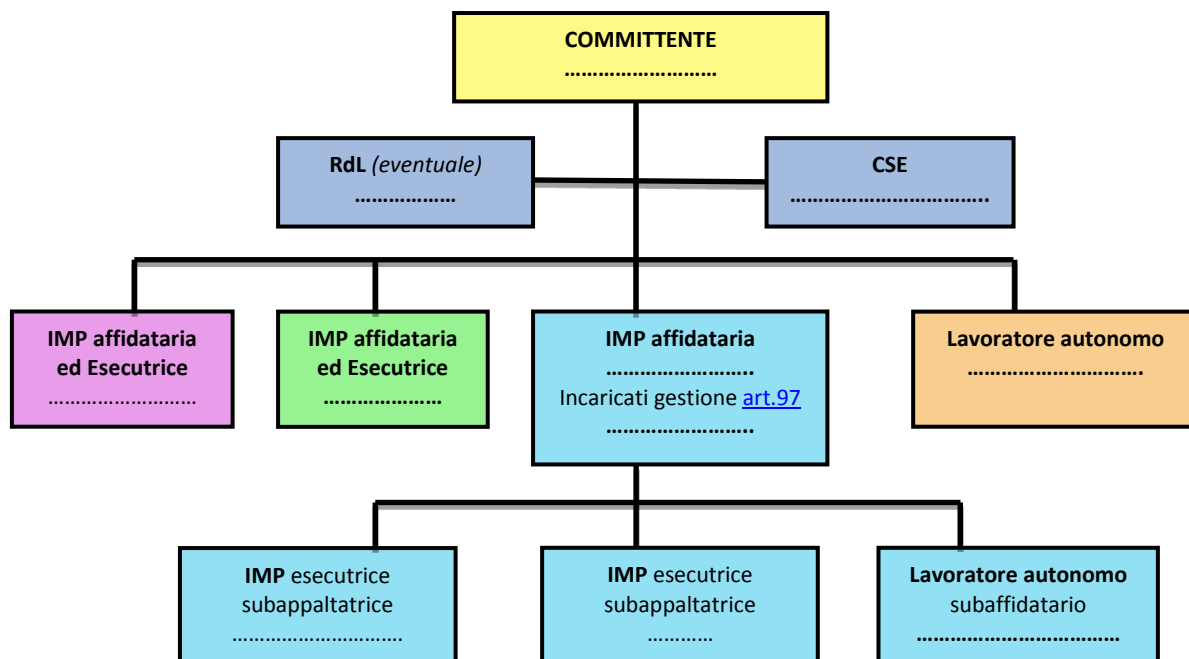 COMMITTENTE
………………………
RdL (eventuale)
………………
CSE
……………………………..
IMP affidataria
ed Esecutrice
………………………
IMP affidataria
ed Esecutrice
…………………
IMP affidataria
……………………..
Incaricati gestione art.97
……………………..
Lavoratore autonomo
………………………….
IMP esecutrice
subappaltatrice
………………………….
IMP esecutrice
subappaltatrice
…………
Lavoratore autonomo
subaffidatario
………………………………